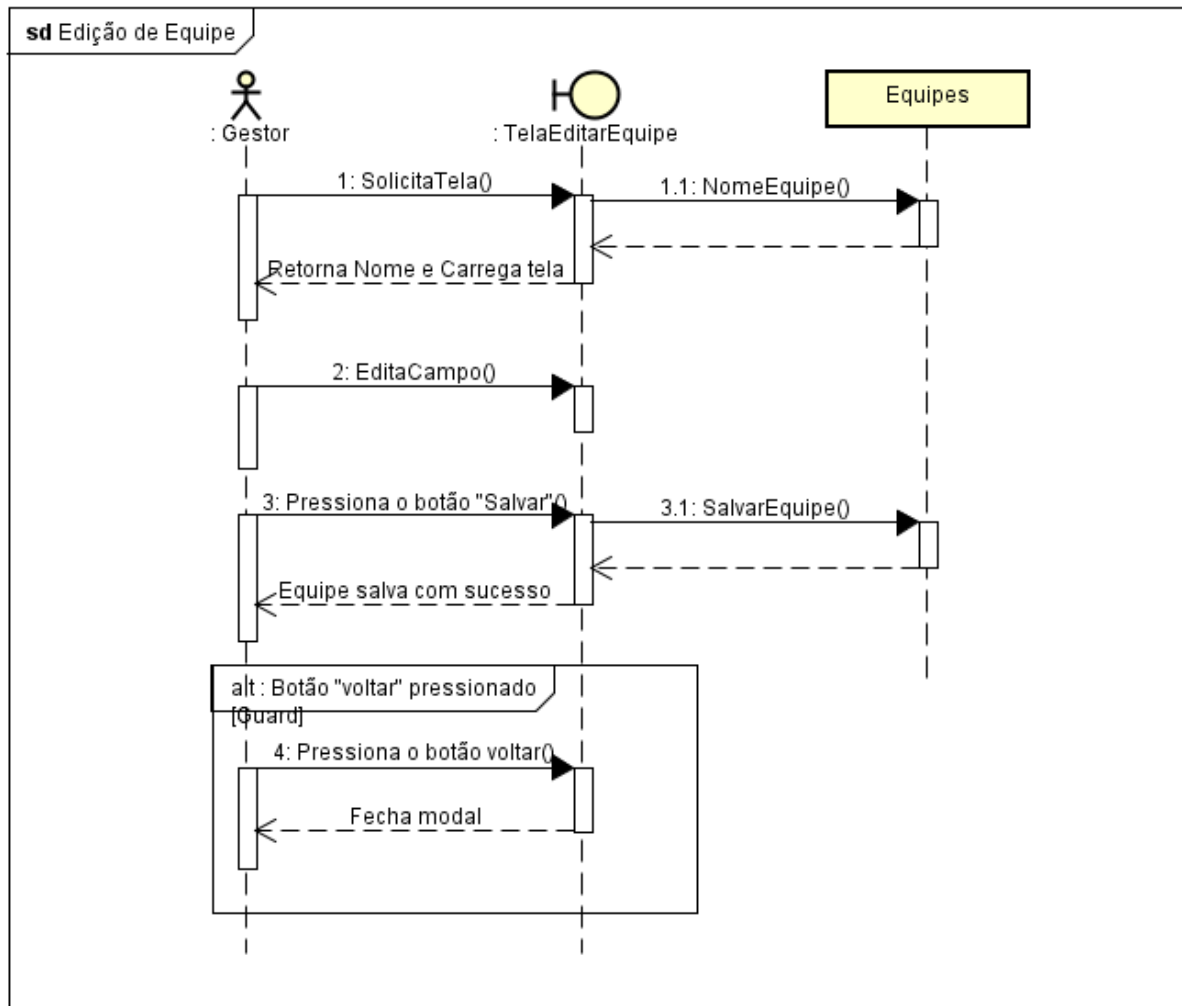 sd Edição de Equipe
: Gestor
: TelaEditarEquipe
Equipes
1: SolicitaTela()
1.1: NomeEquipe()
Retorna Nome e Carrega tela
2: EditaCampo()
3: Pressiona o botão "Salvar"()
3.1: SalvarEquipe()
Equipe salva com sucesso
alt : Botão "voltar" pressionado
[Guard]
4: Pressiona o botão voltar()
Fecha modal